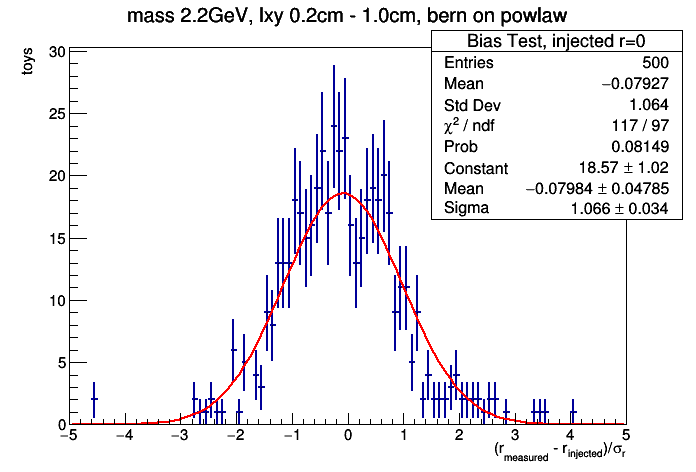 mass 2.2GeV, lxy 0.2cm - 1.0cm, bern on powlaw
Bias Test, injected r=0
Entries 500
Mean −0.07927
Std Dev 1.064
χ² / ndf 117 / 97
Prob 0.08149
Constant 18.57 ± 1.02
Mean −0.07984 ± 0.04785
Sigma 1.066 ± 0.034
toys
30
25
20
15
10
5
0
−5 −4 −3 −2 −1 0 1 2 3 4 5
(r_measured - r_injected)/σ_r